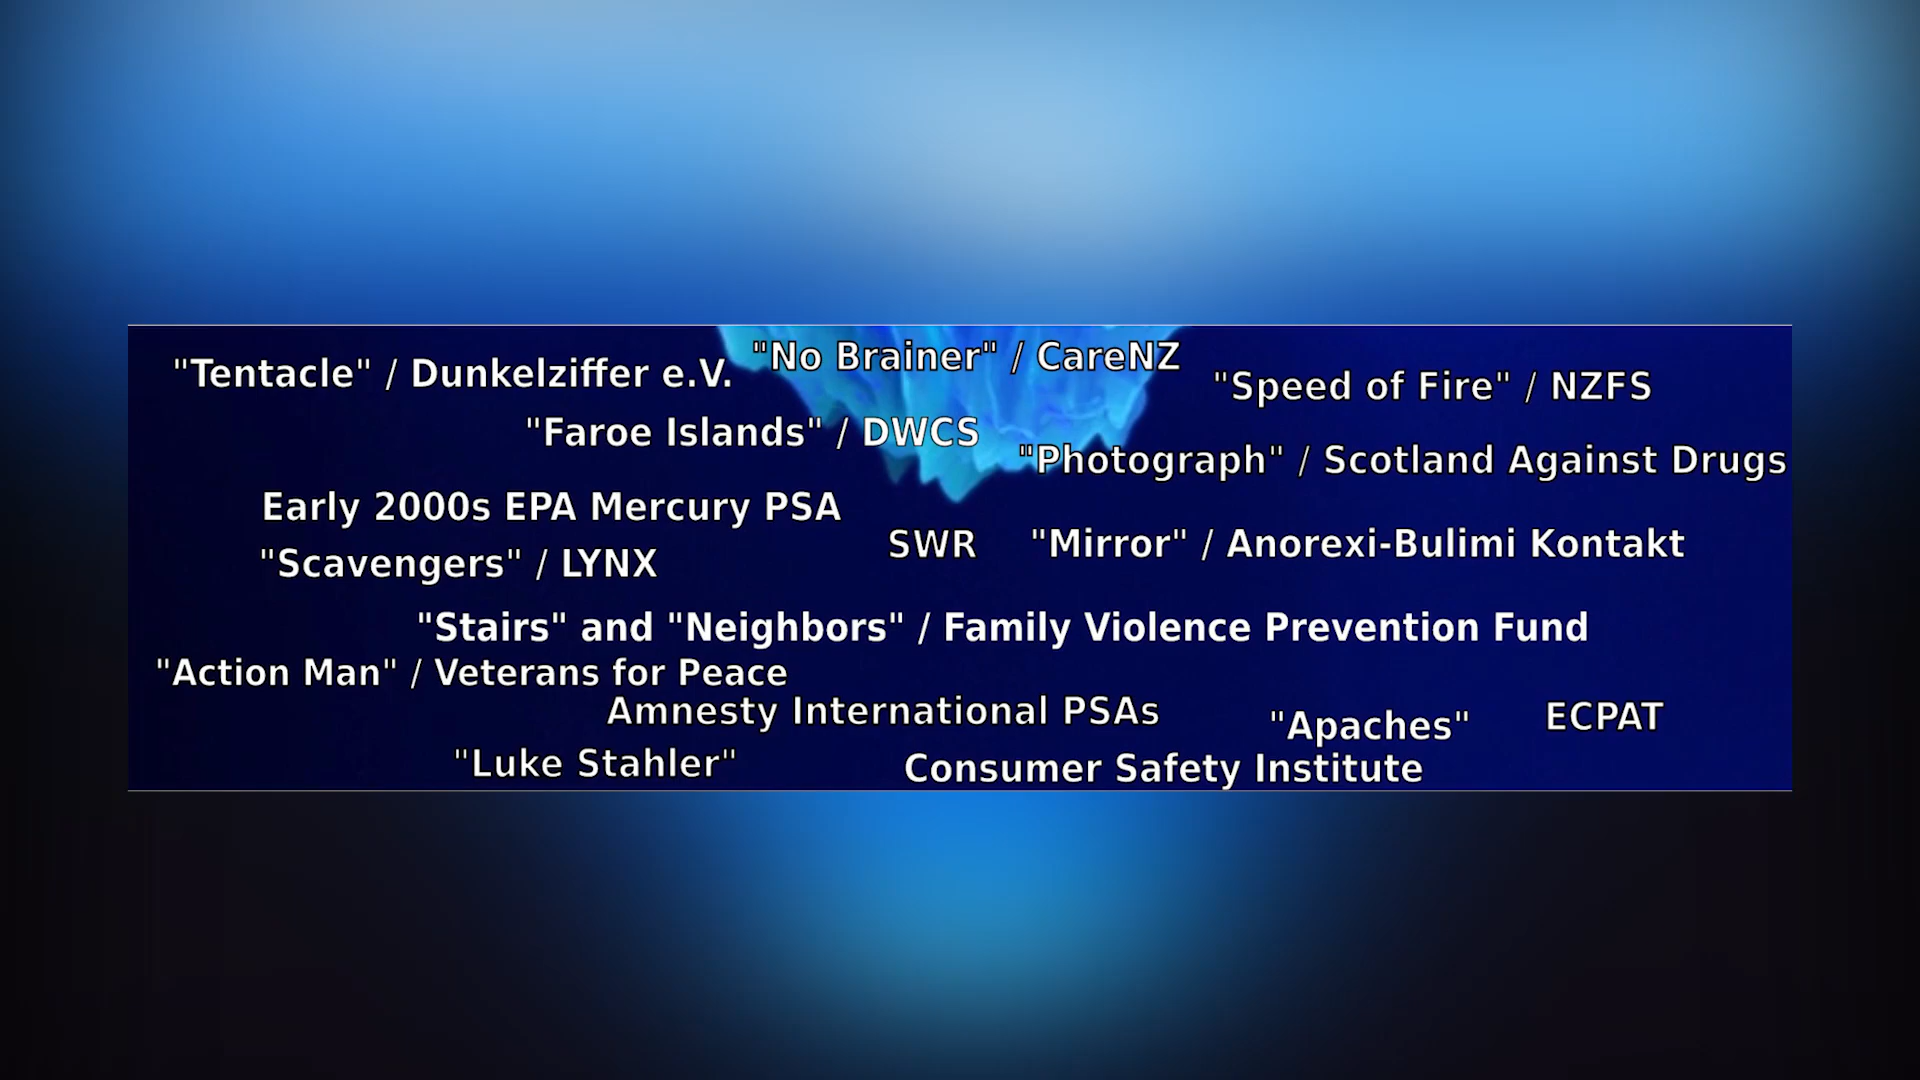 "Tentacle" / Dunkelziffer e.V.
"No Brainer" / CareNZ
"Speed of Fire" / NZFS
"Faroe Islands" / DWCS
"Photograph" / Scotland Against Drugs
Early 2000s EPA Mercury PSA
SWR
"Mirror" / Anorexi-Bulimi Kontakt
"Scavengers" / LYNX
"Stairs" and "Neighbors" / Family Violence Prevention Fund
"Action Man" / Veterans for Peace
Amnesty International PSAs
"Apaches"
ECPAT
"Luke Stahler"
Consumer Safety Institute